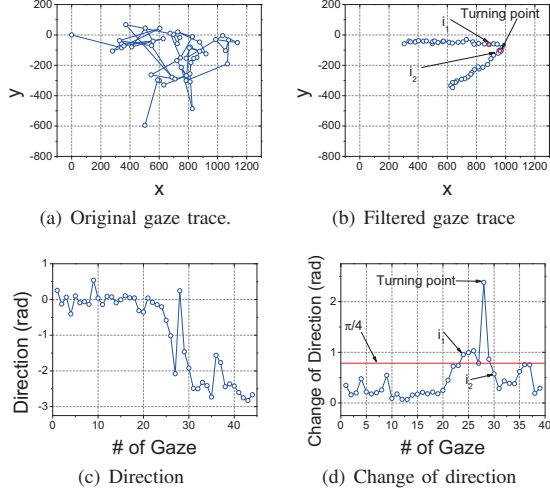 200
0
-200
-400
-600
-800
0 200 400 600 800 1000 1200
y
x
(a) Original gaze trace.
200
0
-200
-400
-600
-800
0 200 400 600 800 1000 1200
y
x
i1
Turning point
i2
(b) Filtered gaze trace
1
0
-1
-2
-3
0 10 20 30 40
Direction (rad)
# of Gaze
(c) Direction
2
1
0
0 5 10 15 20 25 30 35 40
Change of Direction (rad)
# of Gaze
Turning point
π/4
i1
i2
(d) Change of direction